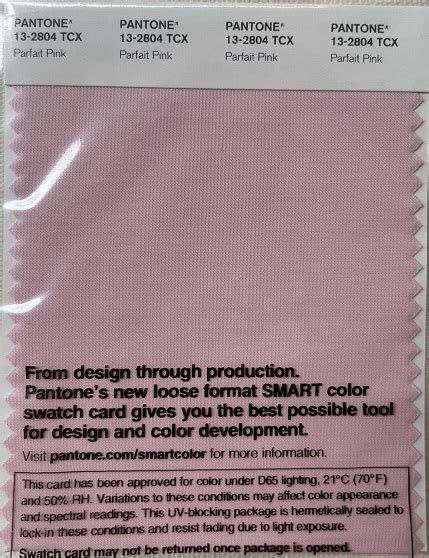 PANTONE® PANTONE® PANTONE® PANTONE®
13-2804 TCX 13-2804 TCX 13-2804 TCX 13-2804 TCX
Parfait Pink Parfait Pink Parfait Pink Parfait Pink
From design through production.
Pantone's new loose format SMART color
swatch card gives you the best possible tool
for design and color development.
Visit pantone.com/smartcolor for more information.
This card has been approved for color under D65 lighting, 21°C (70°F)
and 50% RH. Variations to these conditions may affect color appearance
and spectral readings. This UV-blocking package is hermetically sealed to
lock-in these conditions and resist fading due to light exposure.
Swatch card may not be returned once package is opened.